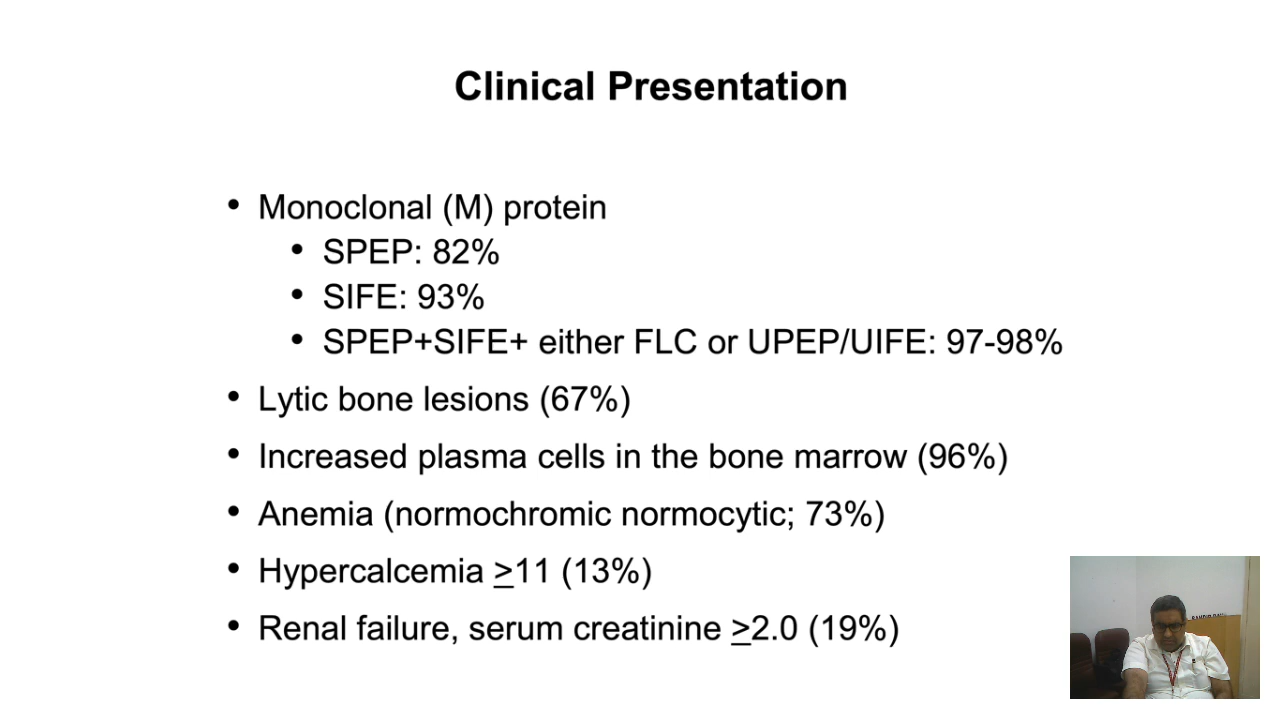 Clinical Presentation
• Monoclonal (M) protein
• SPEP: 82%
• SIFE: 93%
• SPEP+SIFE+ either FLC or UPEP/UIFE: 97-98%
• Lytic bone lesions (67%)
• Increased plasma cells in the bone marrow (96%)
• Anemia (normochromic normocytic; 73%)
• Hypercalcemia ≥11 (13%)
• Renal failure, serum creatinine ≥2.0 (19%)